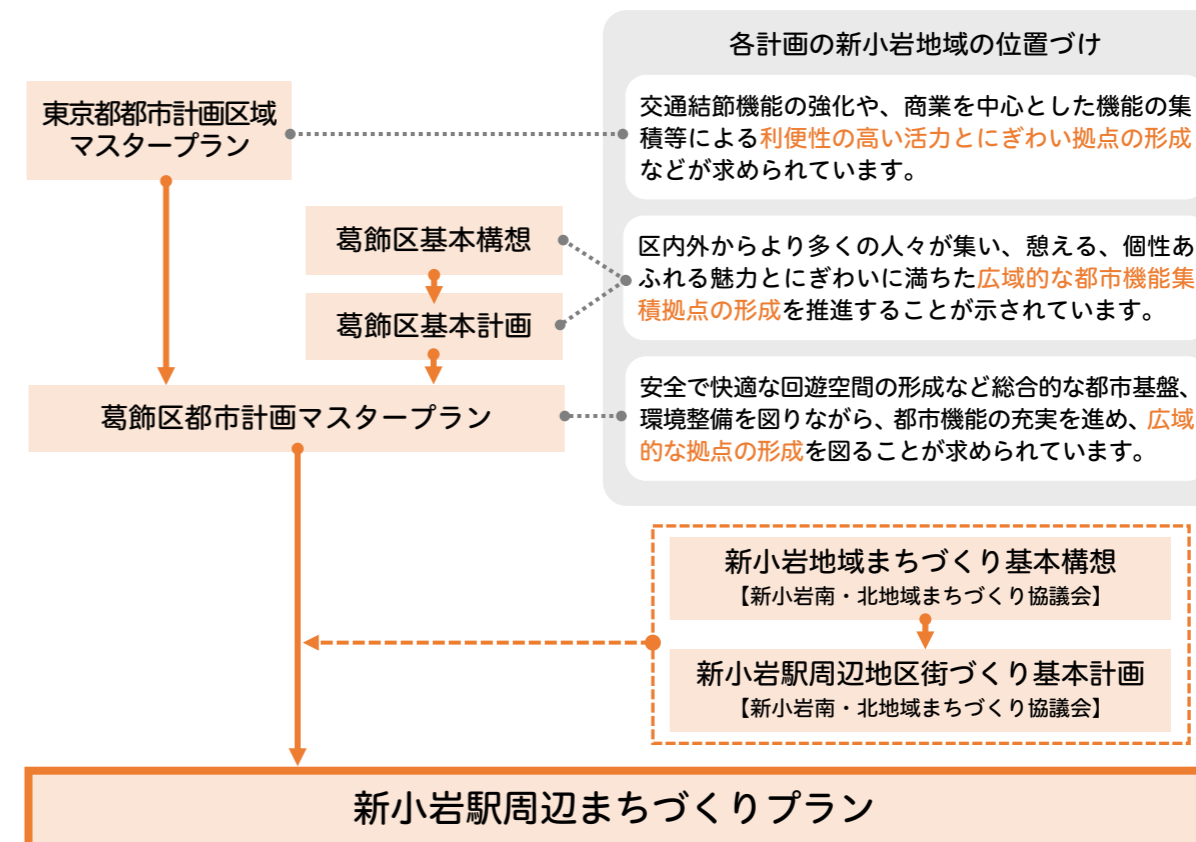 各計画の新小岩地域の位置づけ
東京都都市計画区域
マスタープラン
交通結節機能の強化や、商業を中心とした機能の集
積等による利便性の高い活力とにぎわい拠点の形成
などが求められています。
葛飾区基本構想
葛飾区基本計画
区内外からより多くの人々が集い、憩える、個性あ
ふれる魅力とにぎわいに満ちた広域的な都市機能集
積拠点の形成を推進することが示されています。
葛飾区都市計画マスタープラン
安全で快適な回遊空間の形成など総合的な都市基盤、
環境整備を図りながら、都市機能の充実を進め、広域
的な拠点の形成を図ることが求められています。
新小岩地域まちづくり基本構想
【新小岩南・北地域まちづくり協議会】
新小岩駅周辺地区街づくり基本計画
【新小岩南・北地域まちづくり協議会】
新小岩駅周辺まちづくりプラン